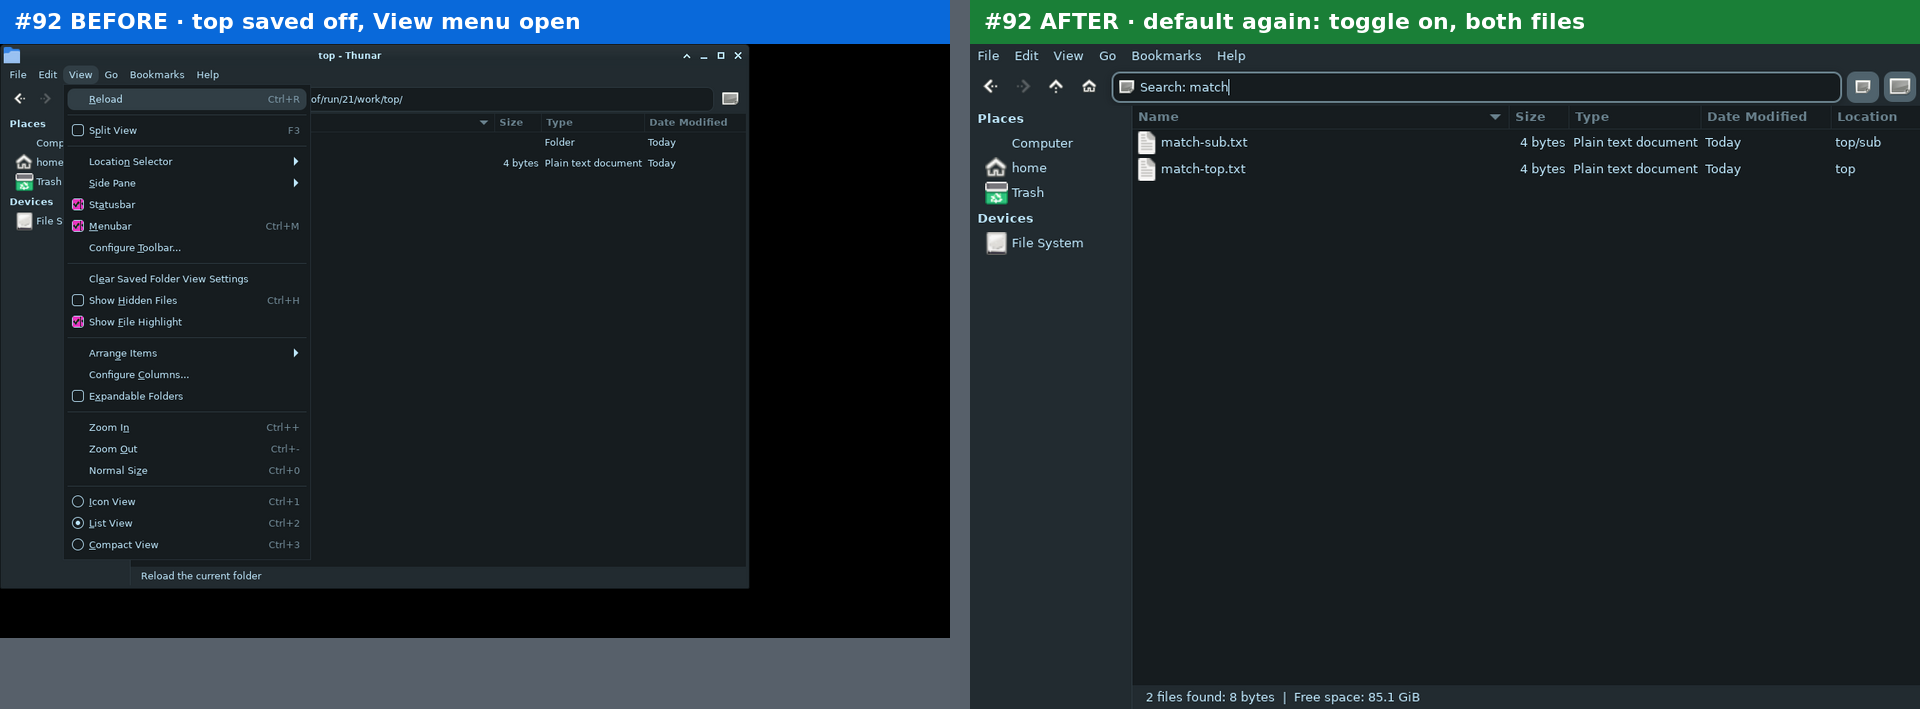 #92 BEFORE · top saved off, View menu open
top - Thunar
File Edit View Go Bookmarks Help
Reload Ctrl+R
of/run/21/work/top/
Places
Comp
home
Trash
Devices
File S
Split View F3
Location Selector
Side Pane
Statusbar
Menubar Ctrl+M
Configure Toolbar...
Clear Saved Folder View Settings
Show Hidden Files Ctrl+H
Show File Highlight
Arrange Items
Configure Columns...
Expandable Folders
Zoom In Ctrl++
Zoom Out Ctrl+-
Normal Size Ctrl+0
Icon View Ctrl+1
List View Ctrl+2
Compact View Ctrl+3
Size Type Date Modified
Folder Today
4 bytes Plain text document Today
Reload the current folder
#92 AFTER · default again: toggle on, both files
File Edit View Go Bookmarks Help
Search: match
Places
Computer
home
Trash
Devices
File System
Name Size Type Date Modified Location
match-sub.txt 4 bytes Plain text document Today top/sub
match-top.txt 4 bytes Plain text document Today top
2 files found: 8 bytes | Free space: 85.1 GiB